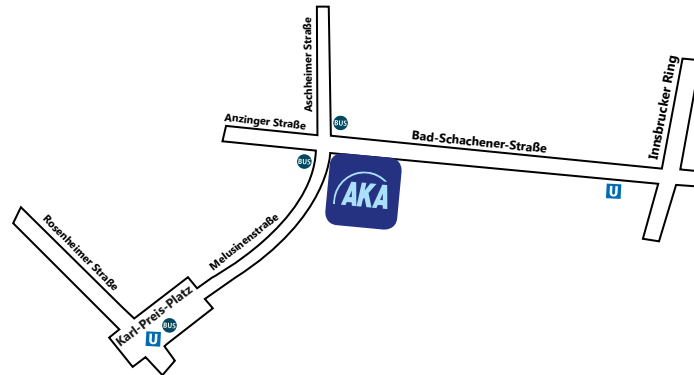 Aschheimer Straße
Innsbrucker Ring
Anzinger Straße
BUS
Bad-Schachener-Straße
BUS
AKA
U
Rosenheimer Straße
Melusinenstraße
Karl-Preis-Platz
BUS
U